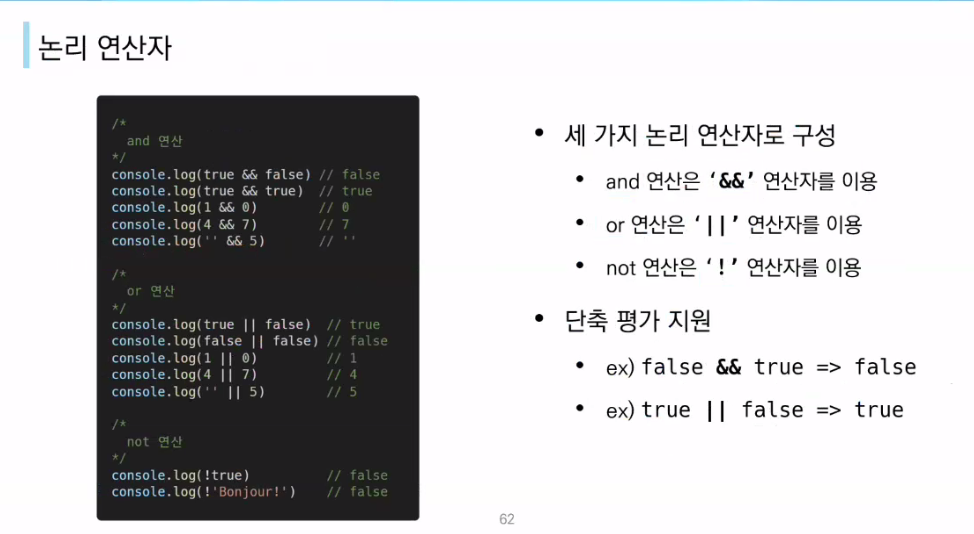 논리 연산자
/*
  and 연산
*/
console.log(true && false) // false
console.log(true && true)  // true
console.log(1 && 0)        // 0
console.log(4 && 7)        // 7
console.log('' && 5)       // ''
/*
  or 연산
*/
console.log(true || false)  // true
console.log(false || false) // false
console.log(1 || 0)         // 1
console.log(4 || 7)         // 4
console.log('' || 5)        // 5
/*
  not 연산
*/
console.log(!true)          // false
console.log(!'Bonjour!')    // false
• 세 가지 논리 연산자로 구성
• and 연산은 ‘&&’ 연산자를 이용
• or 연산은 ‘||’ 연산자를 이용
• not 연산은 ‘!’ 연산자를 이용
• 단축 평가 지원
• ex) false && true => false
• ex) true || false => true
62